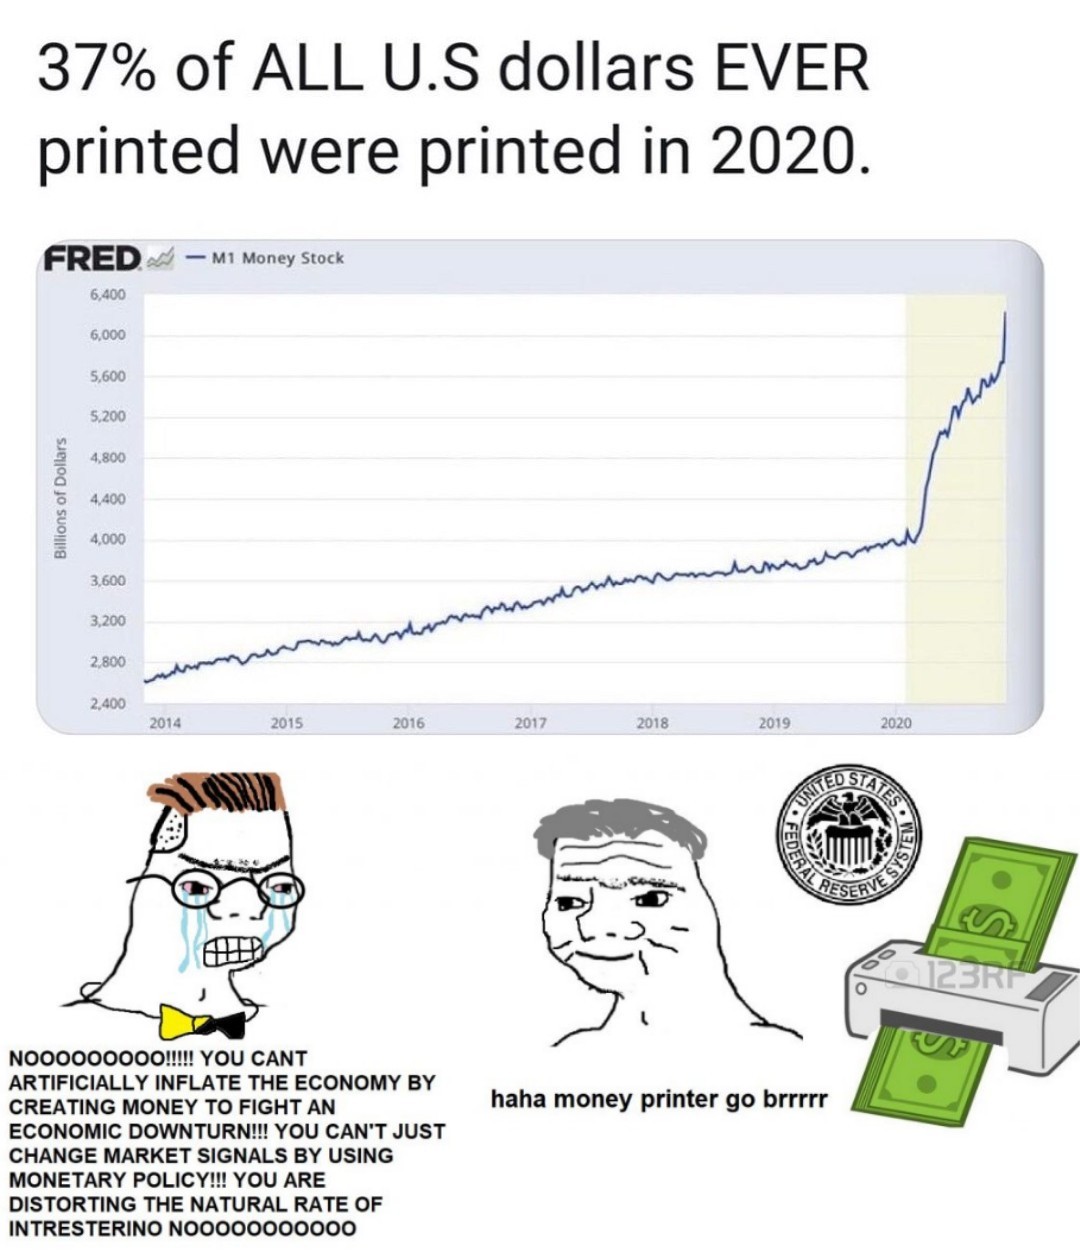 37% of ALL U.S dollars EVER
printed were printed in 2020.
FRED — M1 Money Stock
6,400
6,000
5,600
5,200
4,800
4,400
4,000
3,600
3,200
2,800
2,400
Billions of Dollars
2014 2015 2016 2017 2018 2019 2020
UNITED STATES
FEDERAL RESERVE SYSTEM
123RF
NOOOOOOOOO!!!!! YOU CANT
ARTIFICIALLY INFLATE THE ECONOMY BY
CREATING MONEY TO FIGHT AN
ECONOMIC DOWNTURN!!! YOU CAN'T JUST
CHANGE MARKET SIGNALS BY USING
MONETARY POLICY!!! YOU ARE
DISTORTING THE NATURAL RATE OF
INTRESTERINO NOOOOOOOOOOO
haha money printer go brrrrr